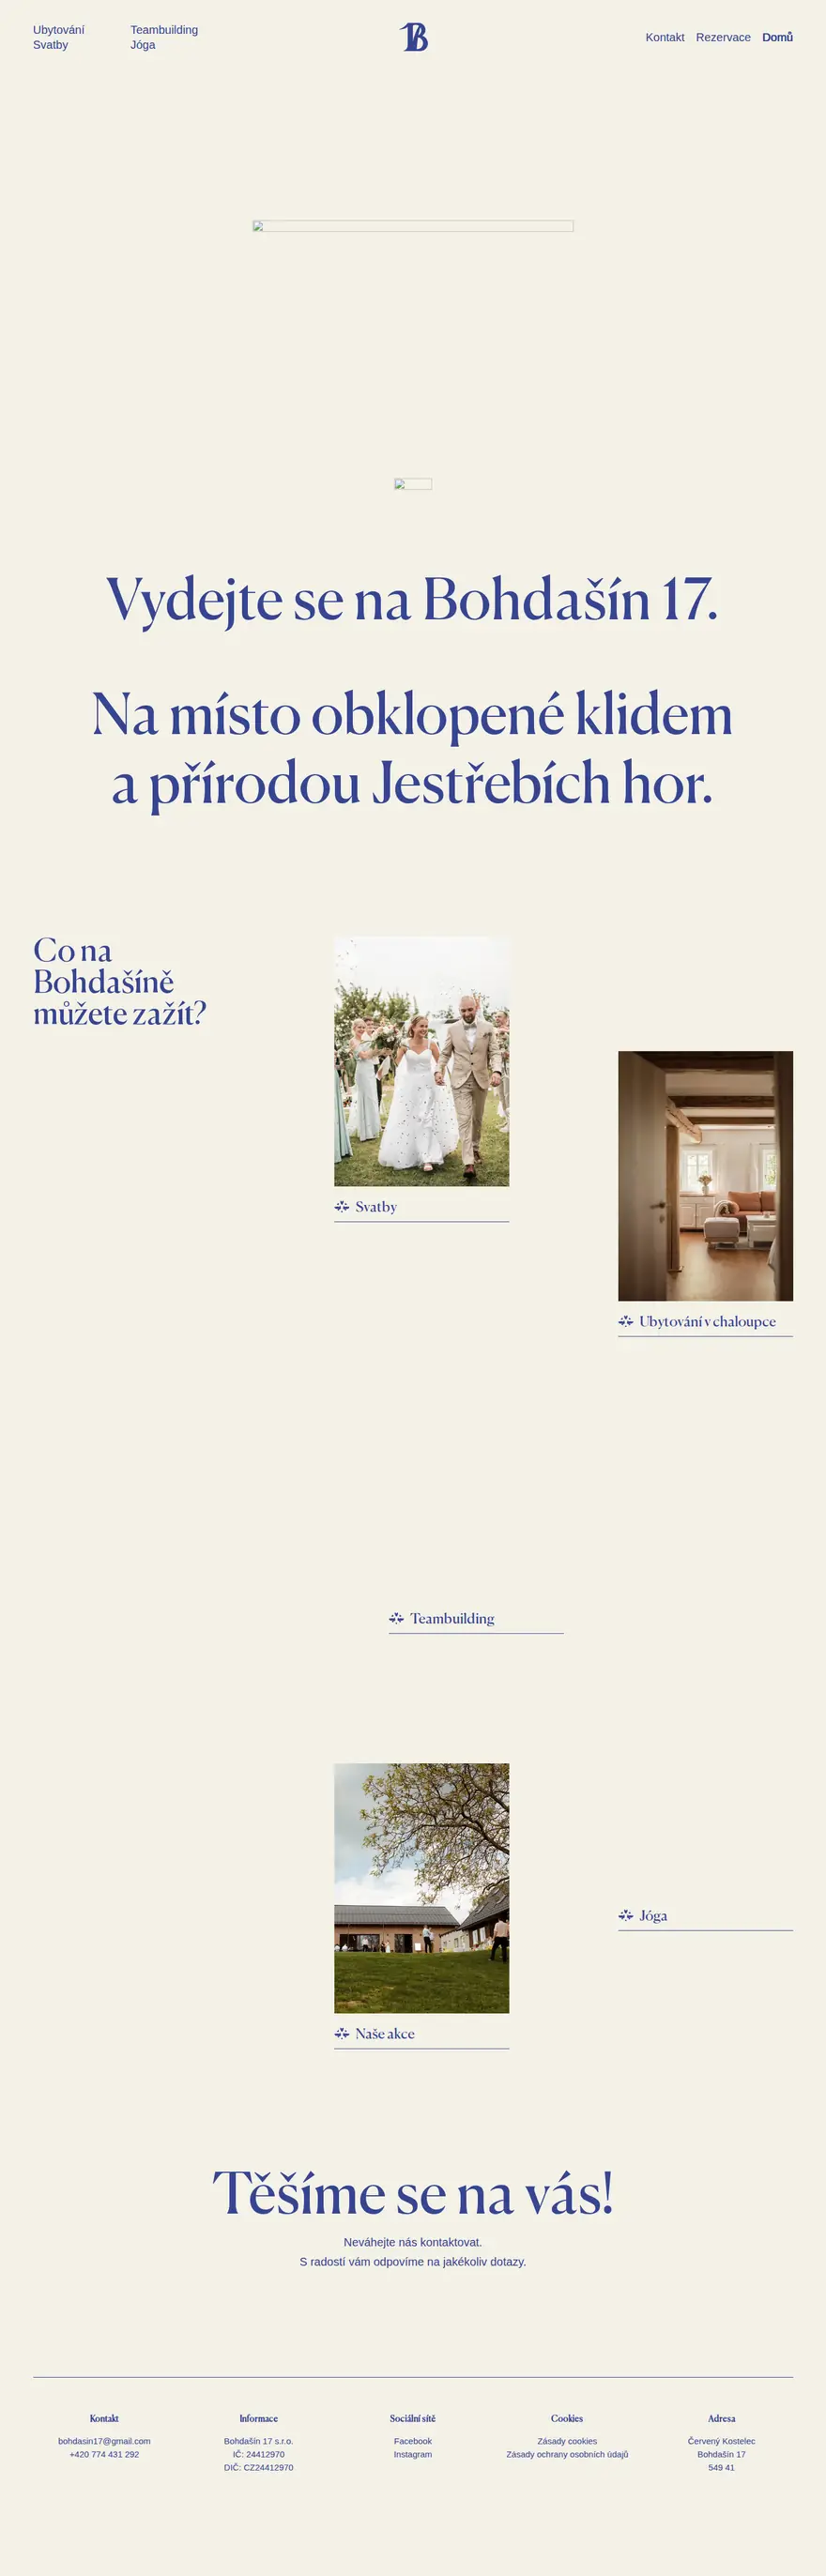 Ubytování
Svatby
Teambuilding
Jóga
1B
Kontakt
Rezervace
Domů
Vydejte se na Bohdašín 17.
Na místo obklopené klidem
a přírodou Jestřebích hor.
Co na
Bohdašíně
můžete zažít?
Svatby
Ubytování v chaloupce
Teambuilding
Jóga
Naše akce
Těšíme se na vás!
Neváhejte nás kontaktovat.
S radostí vám odpovíme na jakékoliv dotazy.
Kontakt
bohdasin17@gmail.com
+420 774 431 292
Informace
Bohdašín 17 s.r.o.
IČ: 24412970
DIČ: CZ24412970
Sociální sítě
Facebook
Instagram
Cookies
Zásady cookies
Zásady ochrany osobních údajů
Adresa
Červený Kostelec
Bohdašín 17
549 41